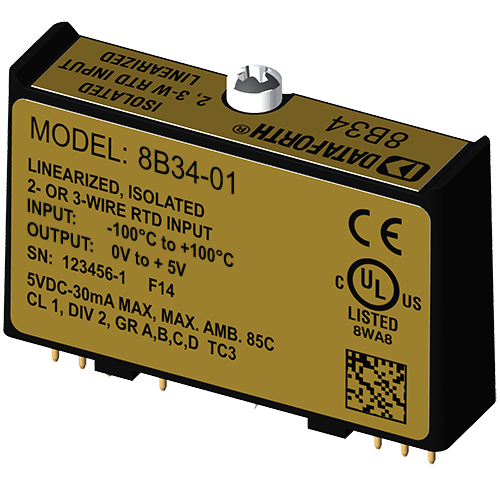 ISOLATED
2, 3-W RTD INPUT
LINEARIZED
DATAFORTH®
8B34
MODEL: 8B34-01
LINEARIZED, ISOLATED
2- OR 3-WIRE RTD INPUT
INPUT: -100°C to +100°C
OUTPUT: 0V to + 5V
SN: 123456-1 F14
5VDC-30mA MAX, MAX. AMB. 85C
CL 1, DIV 2, GR A,B,C,D TC3
CE
C UL US
LISTED
8WA8